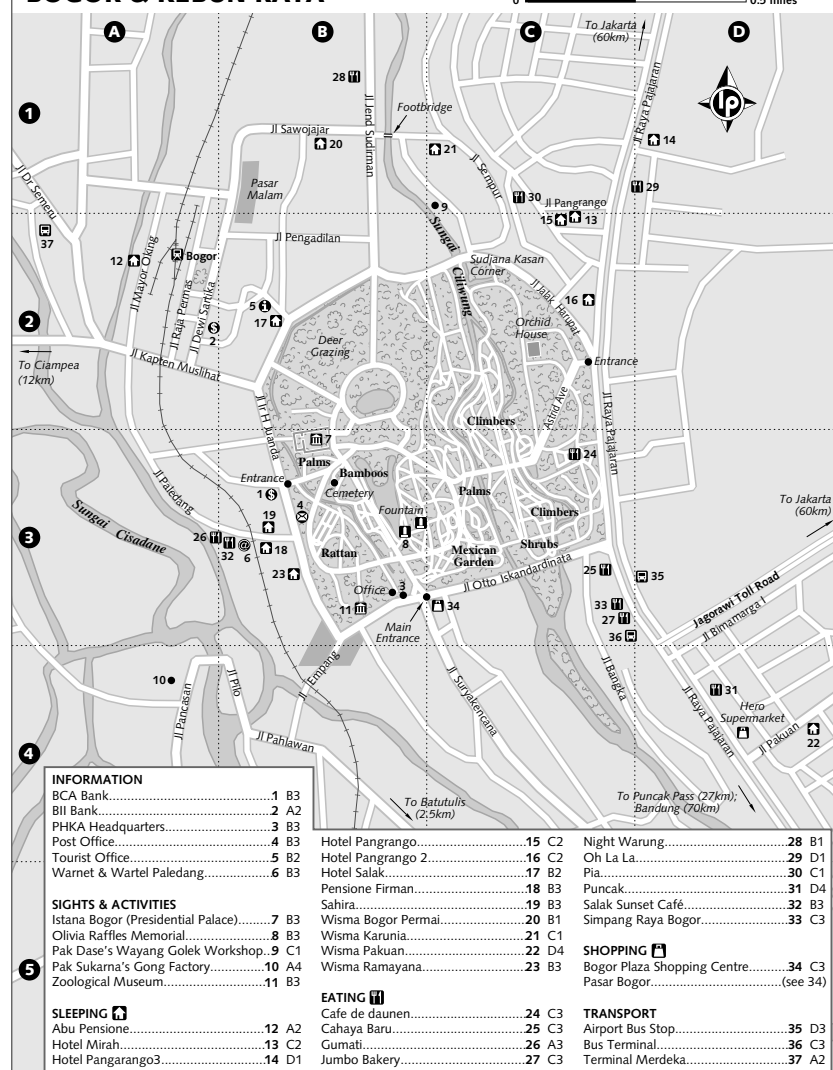 BOGOR & KEBUN RAYA
0
0.5 miles
A
B
C
D
To Jakarta
(60km)
lp
1
28
Footbridge
Jl Sawojajar
20
Jl Jend Sudirman
21
Jl Raya Pajajaran
14
Jl Sempur
Pasar
Malam
30
29
Jl Pangrango
15
13
9
Jl Dr Semeru
37
Jl Pengadilan
Sungai Ciliwung
12
Bogor
Jl Mayor Oking
Jl Raja Permas
Jl Dewi Sartika
Sudjana Kasan
Corner
Jl Jalak Harupat
16
5
17
2
2
Orchid
House
Deer
Grazing
Jl Kapten Muslihat
To Ciampea
(12km)
Entrance
Jl Ir H Juanda
Astrid Ave
Jl Raya Pajajaran
Climbers
7
Palms
24
Bamboos
Entrance
Cemetery
1
4
Palms
Jl Paledang
Fountain
Climbers
To Jakarta
(60km)
Sungai Cisadane
19
8
3
26
32
6
18
Rattan
Mexican
Garden
Shrubs
23
Jl Otto Iskandardinata
25
35
Office
3
11
34
33
27
36
Jagorawi Toll Road
Jl Bimamarga I
Main
Entrance
Jl Empang
10
Jl Pancasan
Jl Pilo
Jl Suryakencana
Jl Bangka
31
Hero
Supermarket
Jl Raya Pajajaran
Jl Pakuan
22
Jl Pahlawan
4
To Batutulis
(2.5km)
To Puncak Pass (27km);
Bandung (70km)
5
INFORMATION
BCA Bank 1 B3
BII Bank 2 A2
PHKA Headquarters 3 B3
Post Office 4 B3
Tourist Office 5 B2
Warnet & Wartel Paledang 6 B3
SIGHTS & ACTIVITIES
Istana Bogor (Presidential Palace) 7 B3
Olivia Raffles Memorial 8 B3
Pak Dase's Wayang Golek Workshop 9 C1
Pak Sukarna's Gong Factory 10 A4
Zoological Museum 11 B3
SLEEPING
Abu Pensione 12 A2
Hotel Mirah 13 C2
Hotel Pangarango3 14 D1
Hotel Pangrango 15 C2
Hotel Pangrango 2 16 C2
Hotel Salak 17 B2
Pensione Firman 18 B3
Sahira 19 B3
Wisma Bogor Permai 20 B1
Wisma Karunia 21 C1
Wisma Pakuan 22 D4
Wisma Ramayana 23 B3
EATING
Cafe de daunen 24 C3
Cahaya Baru 25 C3
Gumati 26 A3
Jumbo Bakery 27 C3
Night Warung 28 B1
Oh La La 29 D1
Pia 30 C1
Puncak 31 D4
Salak Sunset Café 32 B3
Simpang Raya Bogor 33 C3
SHOPPING
Bogor Plaza Shopping Centre 34 C3
Pasar Bogor (see 34)
TRANSPORT
Airport Bus Stop 35 D3
Bus Terminal 36 C3
Terminal Merdeka 37 A2